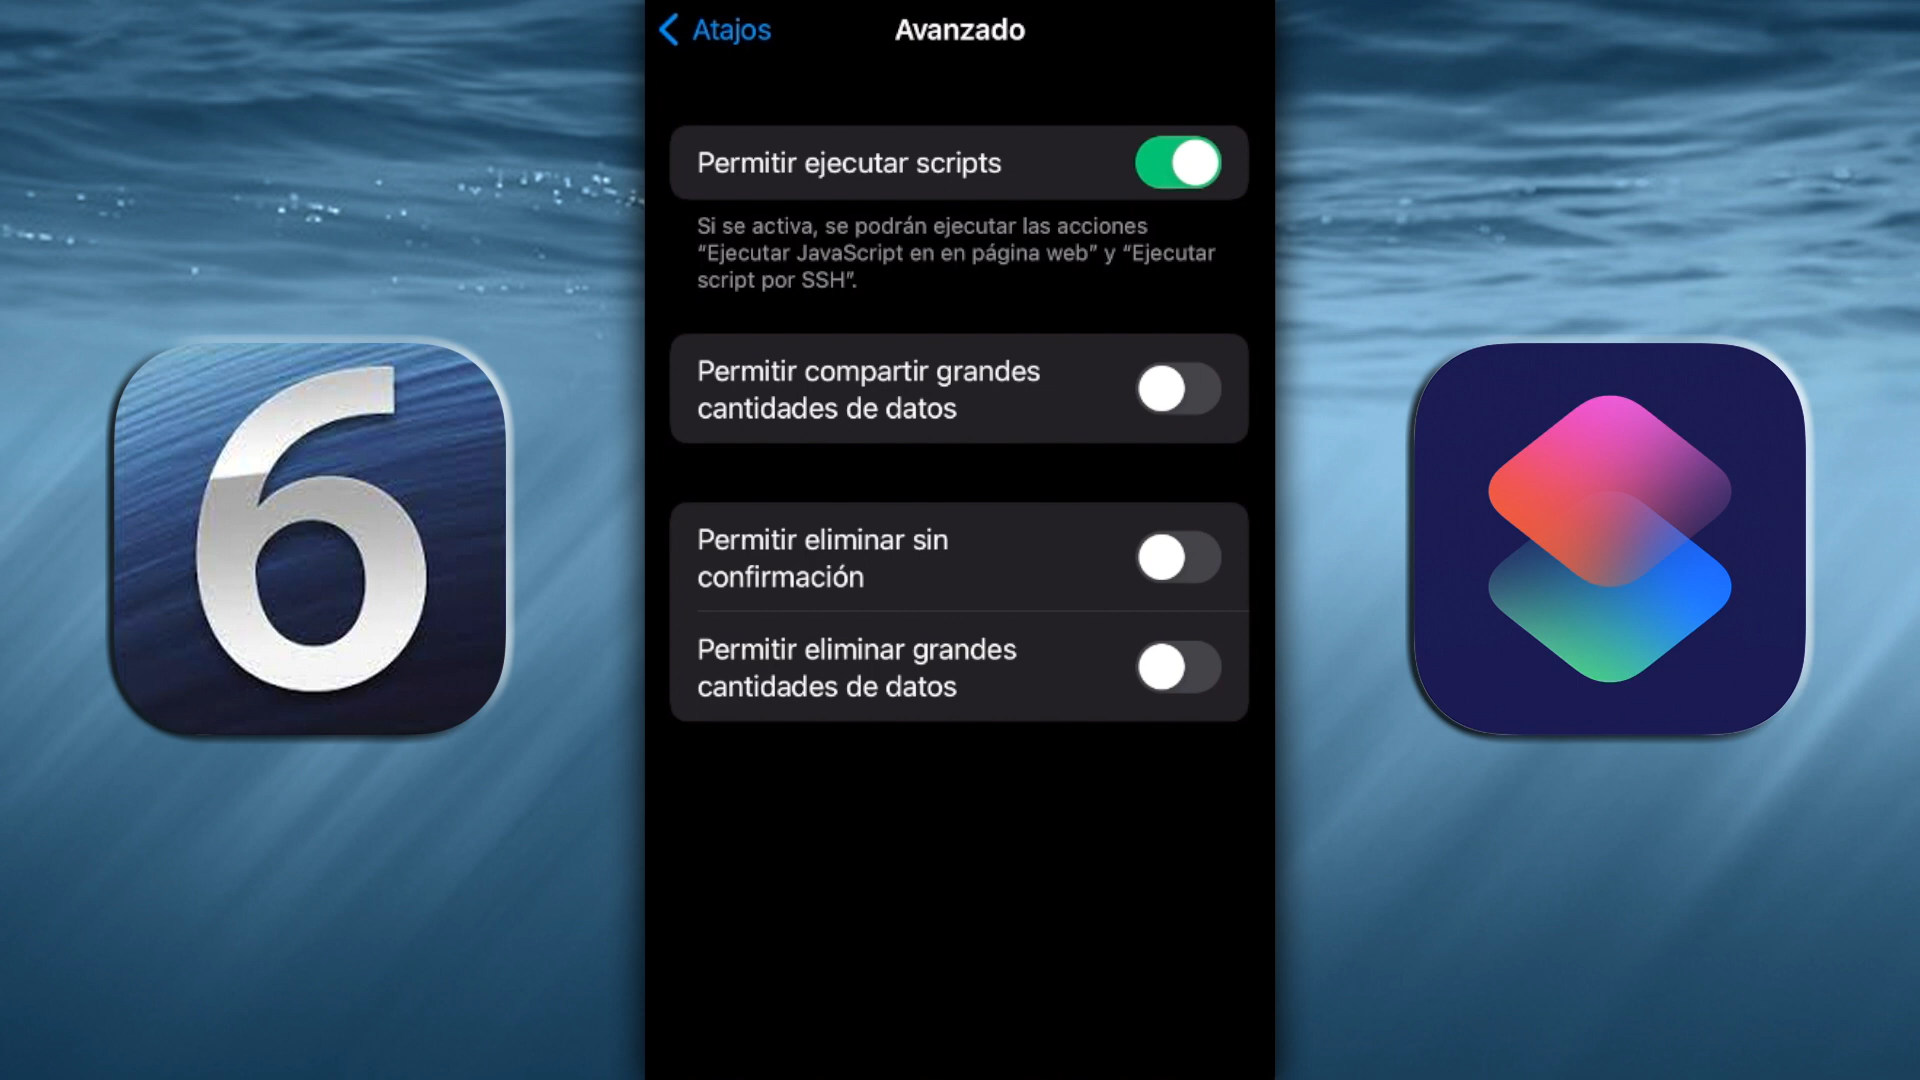 Atajos
Avanzado
Permitir ejecutar scripts
Si se activa, se podrán ejecutar las acciones
“Ejecutar JavaScript en en página web” y “Ejecutar
script por SSH”.
6
Permitir compartir grandes
cantidades de datos
Permitir eliminar sin
confirmación
Permitir eliminar grandes
cantidades de datos